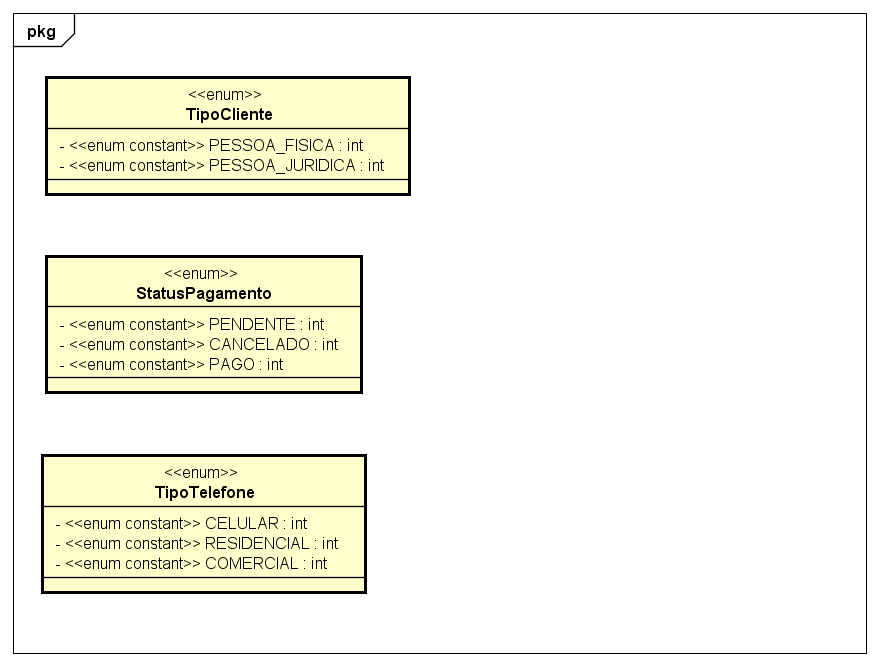 pkg
<<enum>>
TipoCliente
- <<enum constant>> PESSOA_FISICA : int
- <<enum constant>> PESSOA_JURIDICA : int
<<enum>>
StatusPagamento
- <<enum constant>> PENDENTE : int
- <<enum constant>> CANCELADO : int
- <<enum constant>> PAGO : int
<<enum>>
TipoTelefone
- <<enum constant>> CELULAR : int
- <<enum constant>> RESIDENCIAL : int
- <<enum constant>> COMERCIAL : int